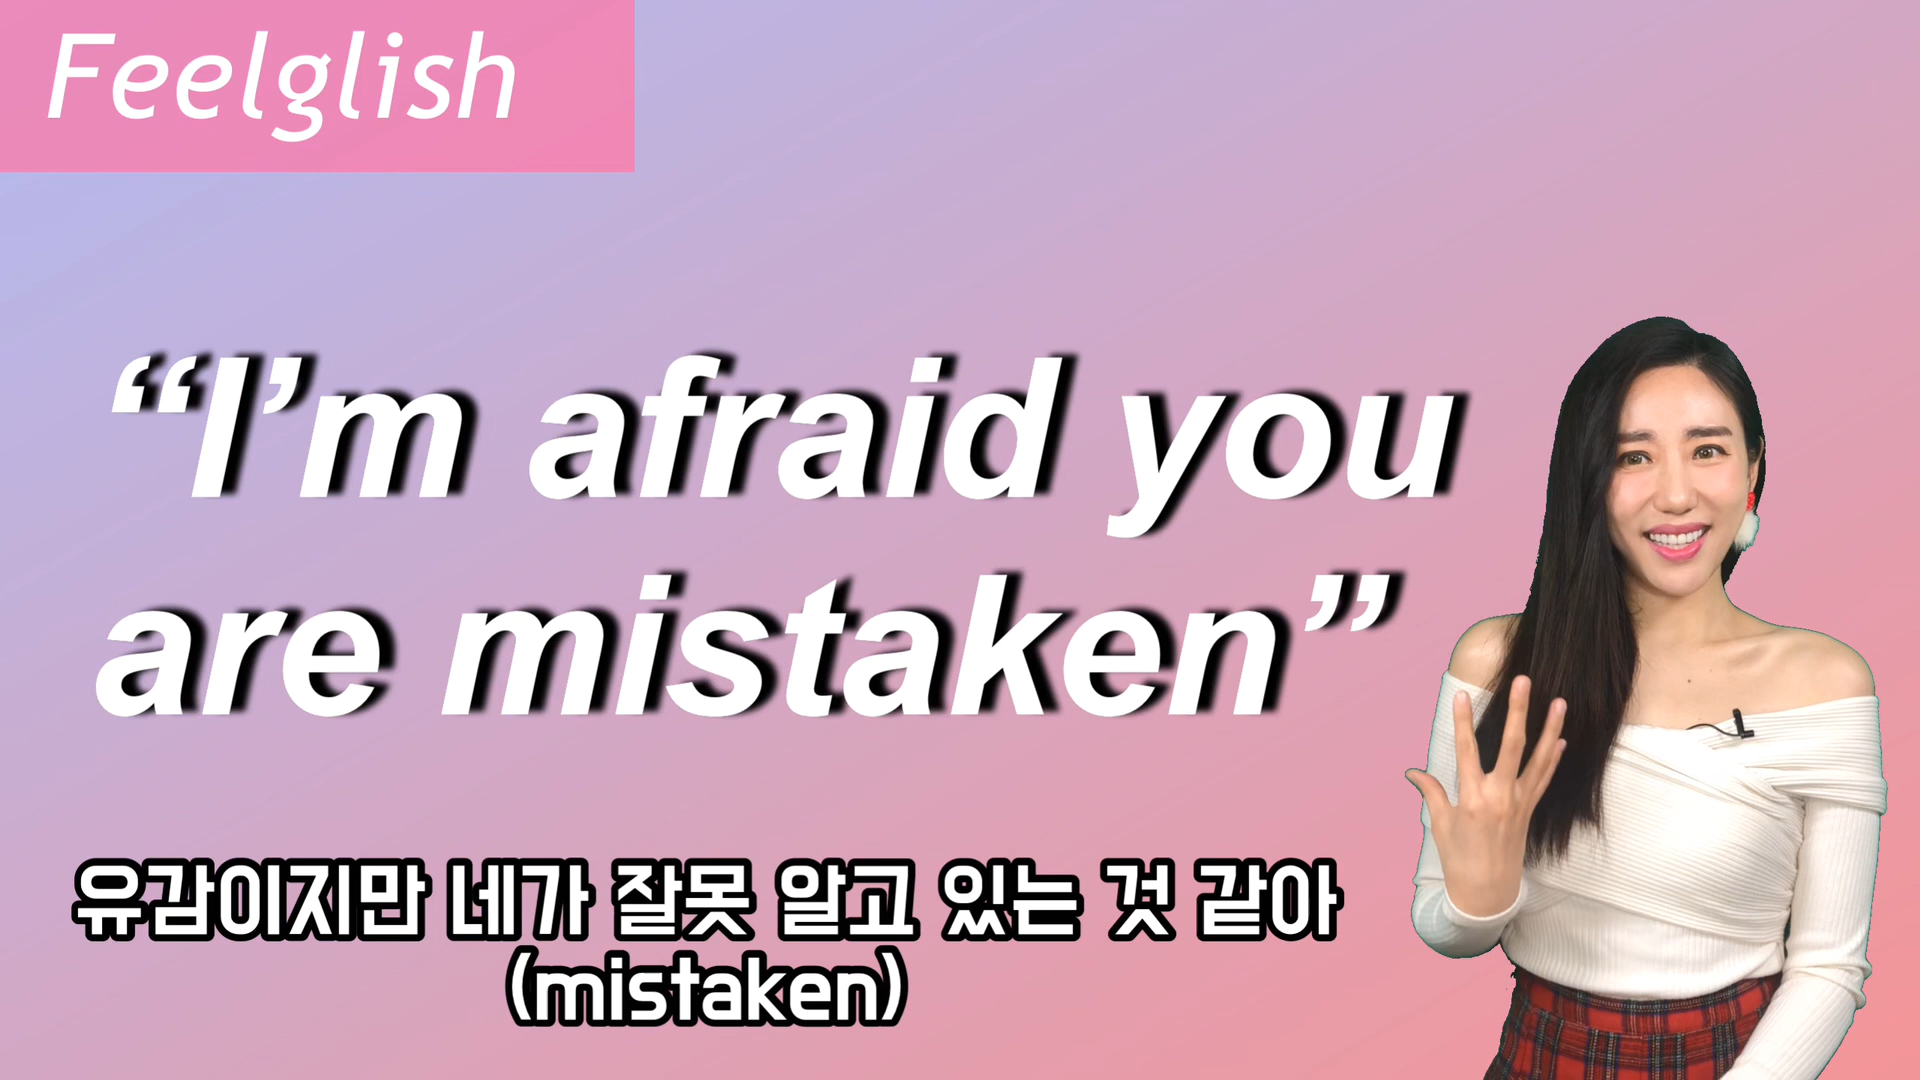 Feelglish
“I’m afraid you
are mistaken”
유감이지만 네가 잘못 알고 있는 것 같아
(mistaken)